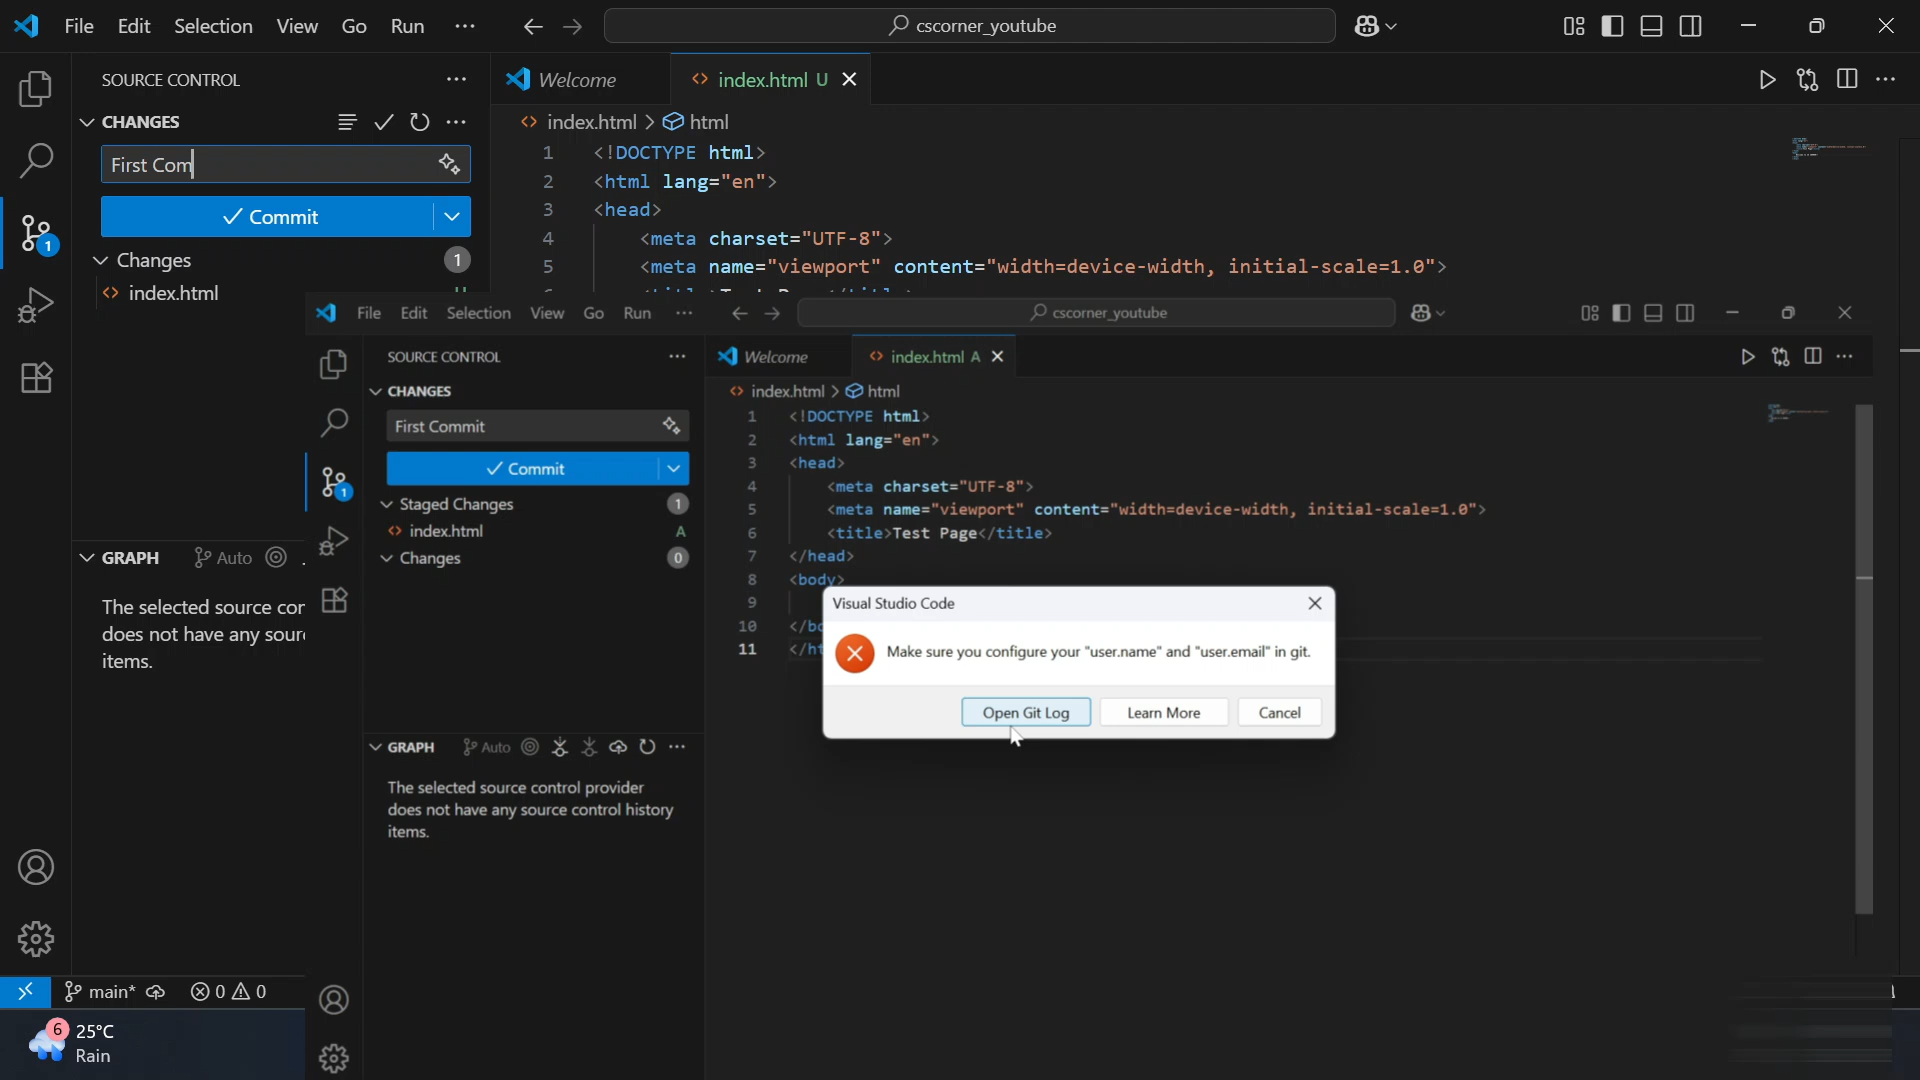 File Edit Selection View Go Run ··· cscorner_youtube
SOURCE CONTROL ···
Welcome index.html U
CHANGES ···
index.html > html
First Com
Commit
Changes 1
index.html
1 <!DOCTYPE html>
2 <html lang="en">
3 <head>
4 <meta charset="UTF-8">
5 <meta name="viewport" content="width=device-width, initial-scale=1.0">
1
GRAPH Auto
The selected source
does not have any
items.
main* 0 0
6 25°C
Rain
File Edit Selection View Go Run ··· cscorner_youtube
SOURCE CONTROL ···
Welcome index.html A
CHANGES
index.html > html
First Commit
Commit
Staged Changes 1
index.html A
Changes 0
1 <!DOCTYPE html>
2 <html lang="en">
3 <head>
4 <meta charset="UTF-8">
5 <meta name="viewport" content="width=device-width, initial-scale=1.0">
6 <title>Test Page</title>
7 </head>
8 <body>
9
10
11
1
Visual Studio Code
Make sure you configure your "user.name" and "user.email" in git.
Open Git Log Learn More Cancel
GRAPH Auto ···
The selected source control provider
does not have any source control history
items.